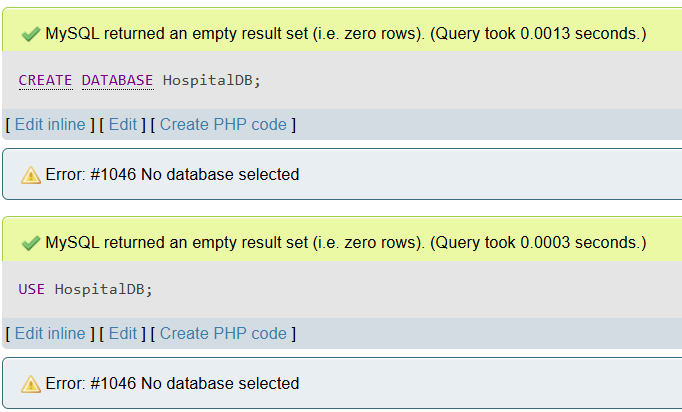 MySQL returned an empty result set (i.e. zero rows). (Query took 0.0013 seconds.)
CREATE DATABASE HospitalDB;
[ Edit inline ] [ Edit ] [ Create PHP code ]
Error: #1046 No database selected
MySQL returned an empty result set (i.e. zero rows). (Query took 0.0003 seconds.)
USE HospitalDB;
[ Edit inline ] [ Edit ] [ Create PHP code ]
Error: #1046 No database selected